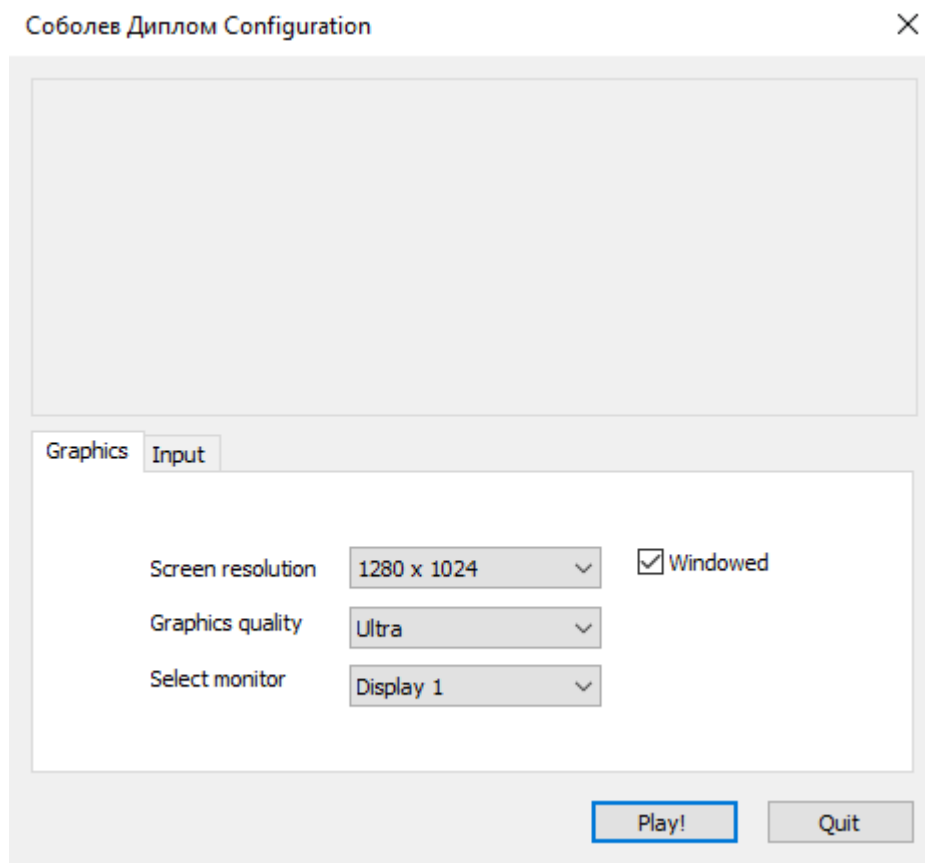 Соболев Диплом Configuration
Graphics Input
Screen resolution 1280 x 1024 Windowed
Graphics quality Ultra
Select monitor Display 1
Play! Quit